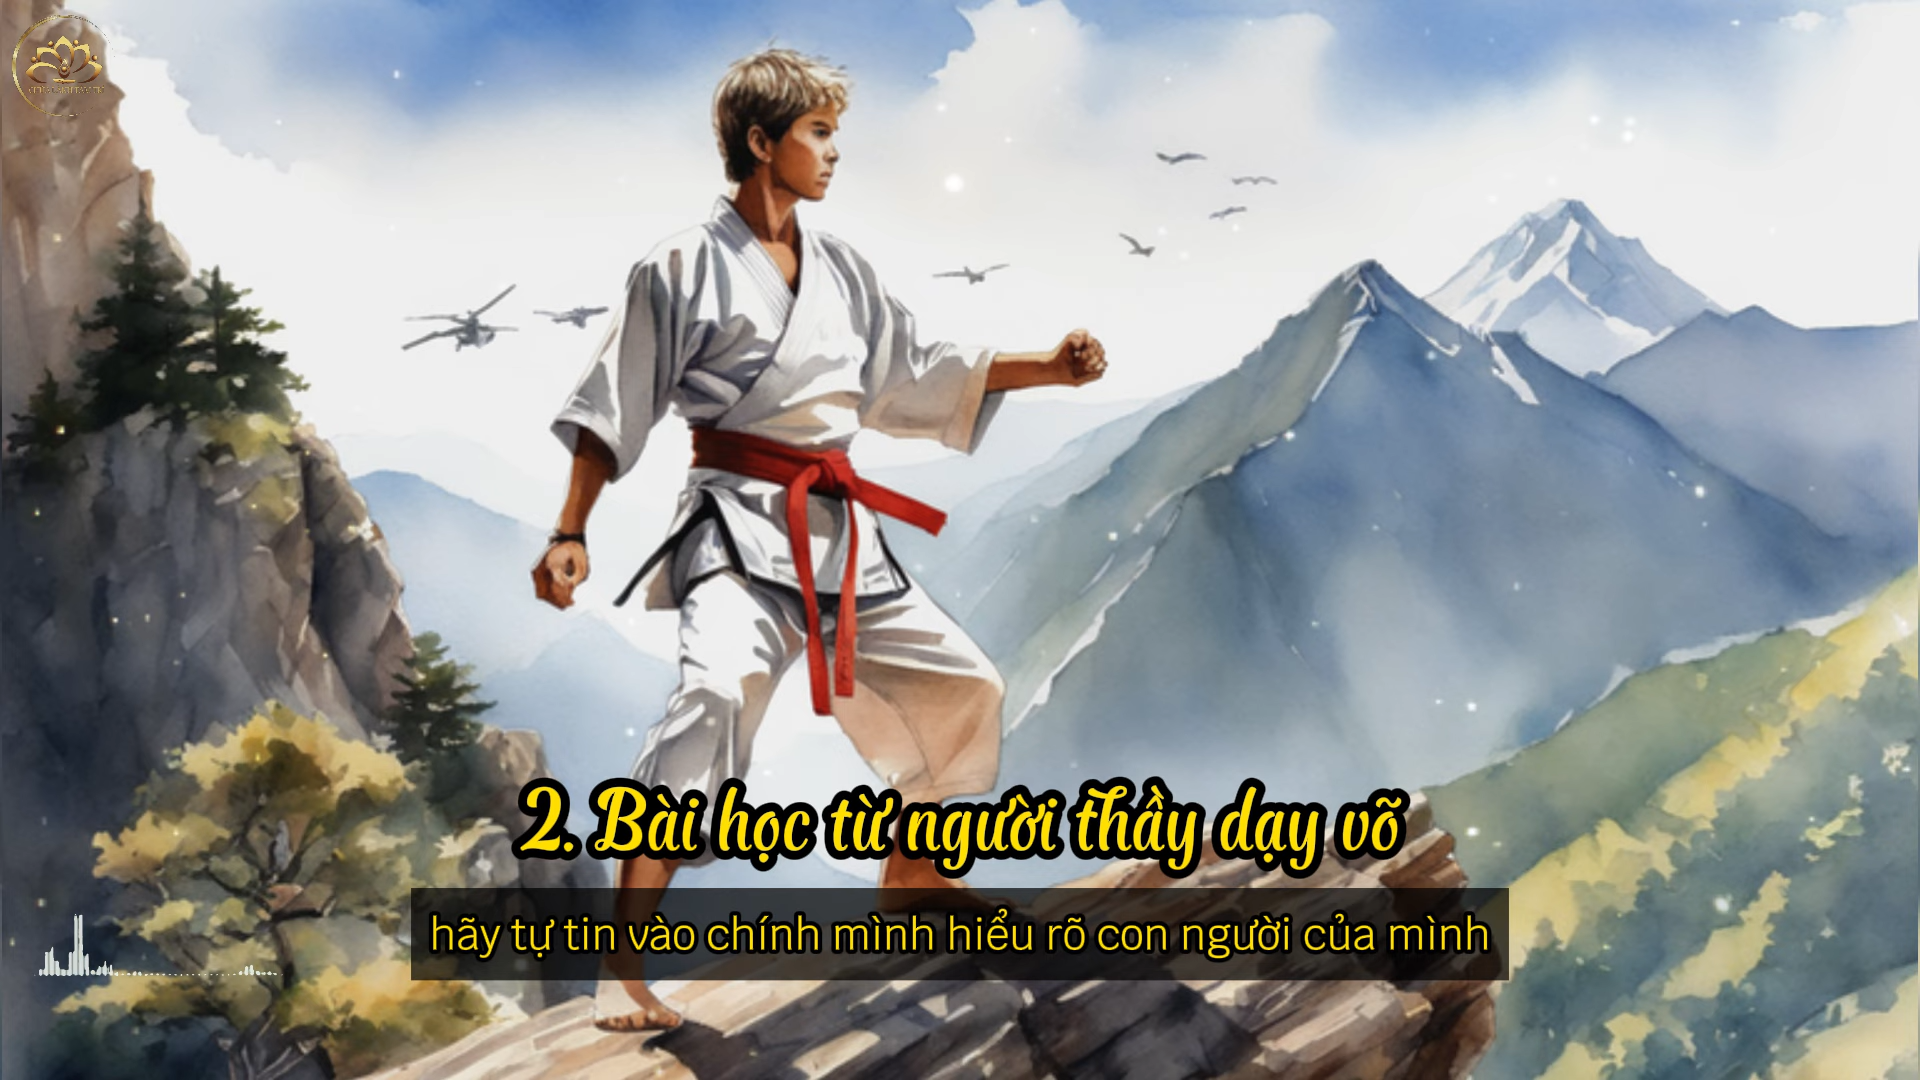 2. Bài học từ người thầy dạy võ
hãy tự tin vào chính mình hiểu rõ con người của mình